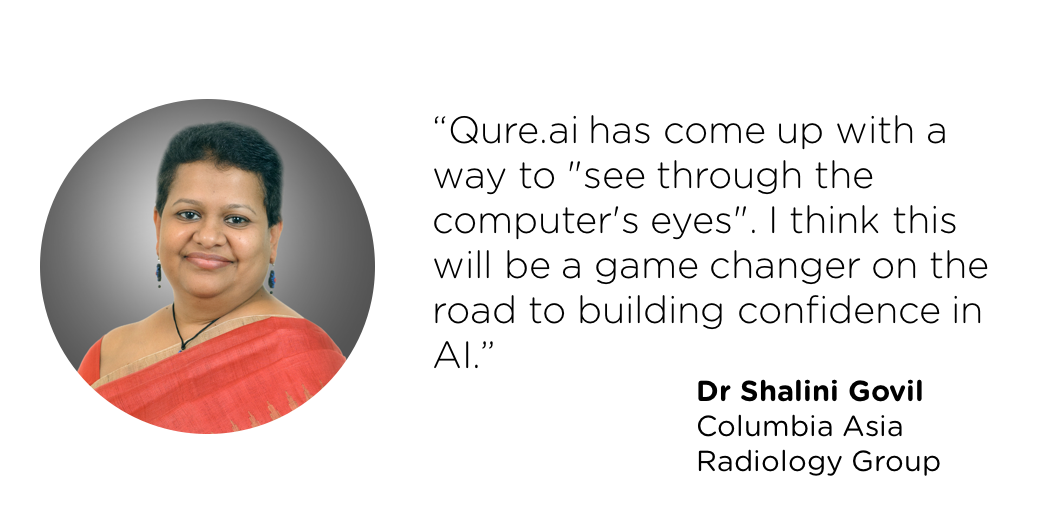 “Qure.ai has come up with a
way to "see through the
computer's eyes". I think this
will be a game changer on the
road to building confidence in
AI.”
Dr Shalini Govil
Columbia Asia
Radiology Group